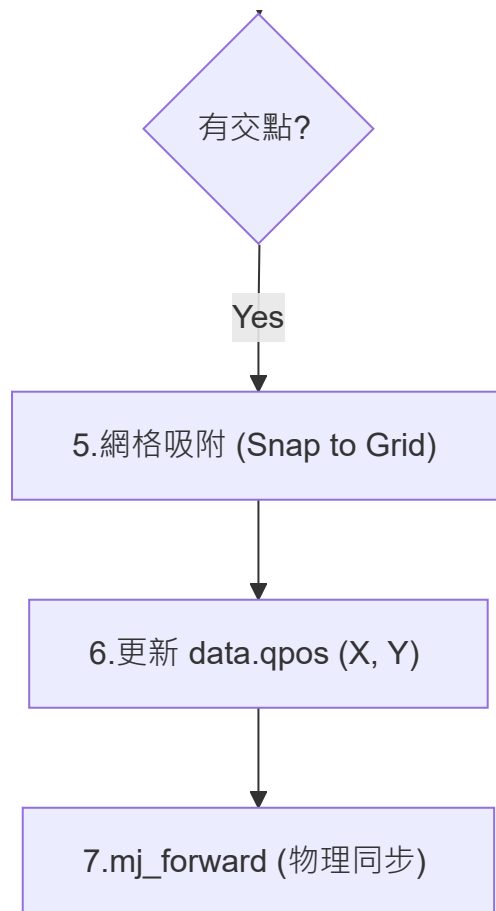 有交點?
Yes
5.網格吸附 (Snap to Grid)
6.更新 data.qpos (X, Y)
7.mj_forward (物理同步)